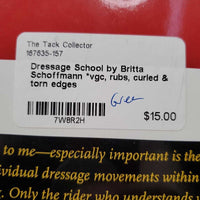 The Tack Collector
167635-157
Dressage School by Britta
Schoffmann *vgc, rubs, curled &
torn edges
7W8R2H
$15.00
to me—especially important is the
dividual dressage movements within
g. Only the rider who understands